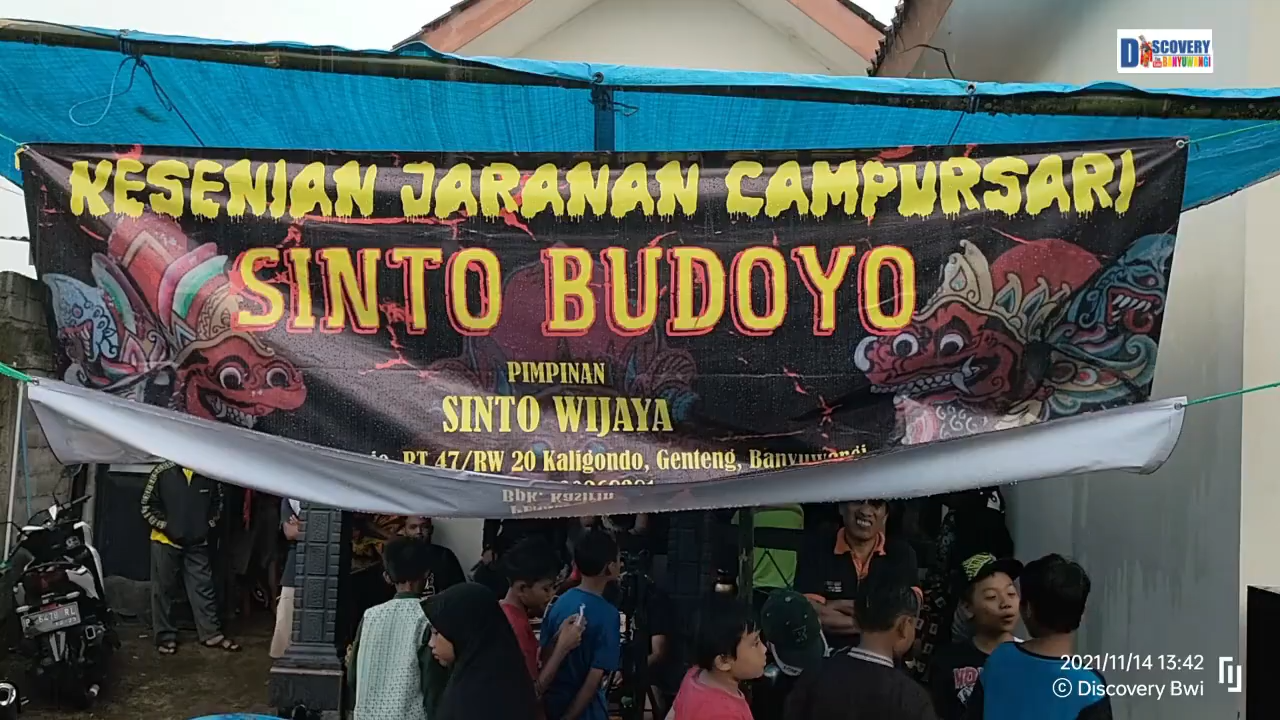 DISCOVERY
BANYUWANGI
KESENIAN JARANAN CAMPURSARI
SINTO BUDOYO
PIMPINAN
SINTO WIJAYA
RT 47/RW 20 Kaligondo, Genteng, Banyuwangi
2021/11/14 13:42
© Discovery Bwi